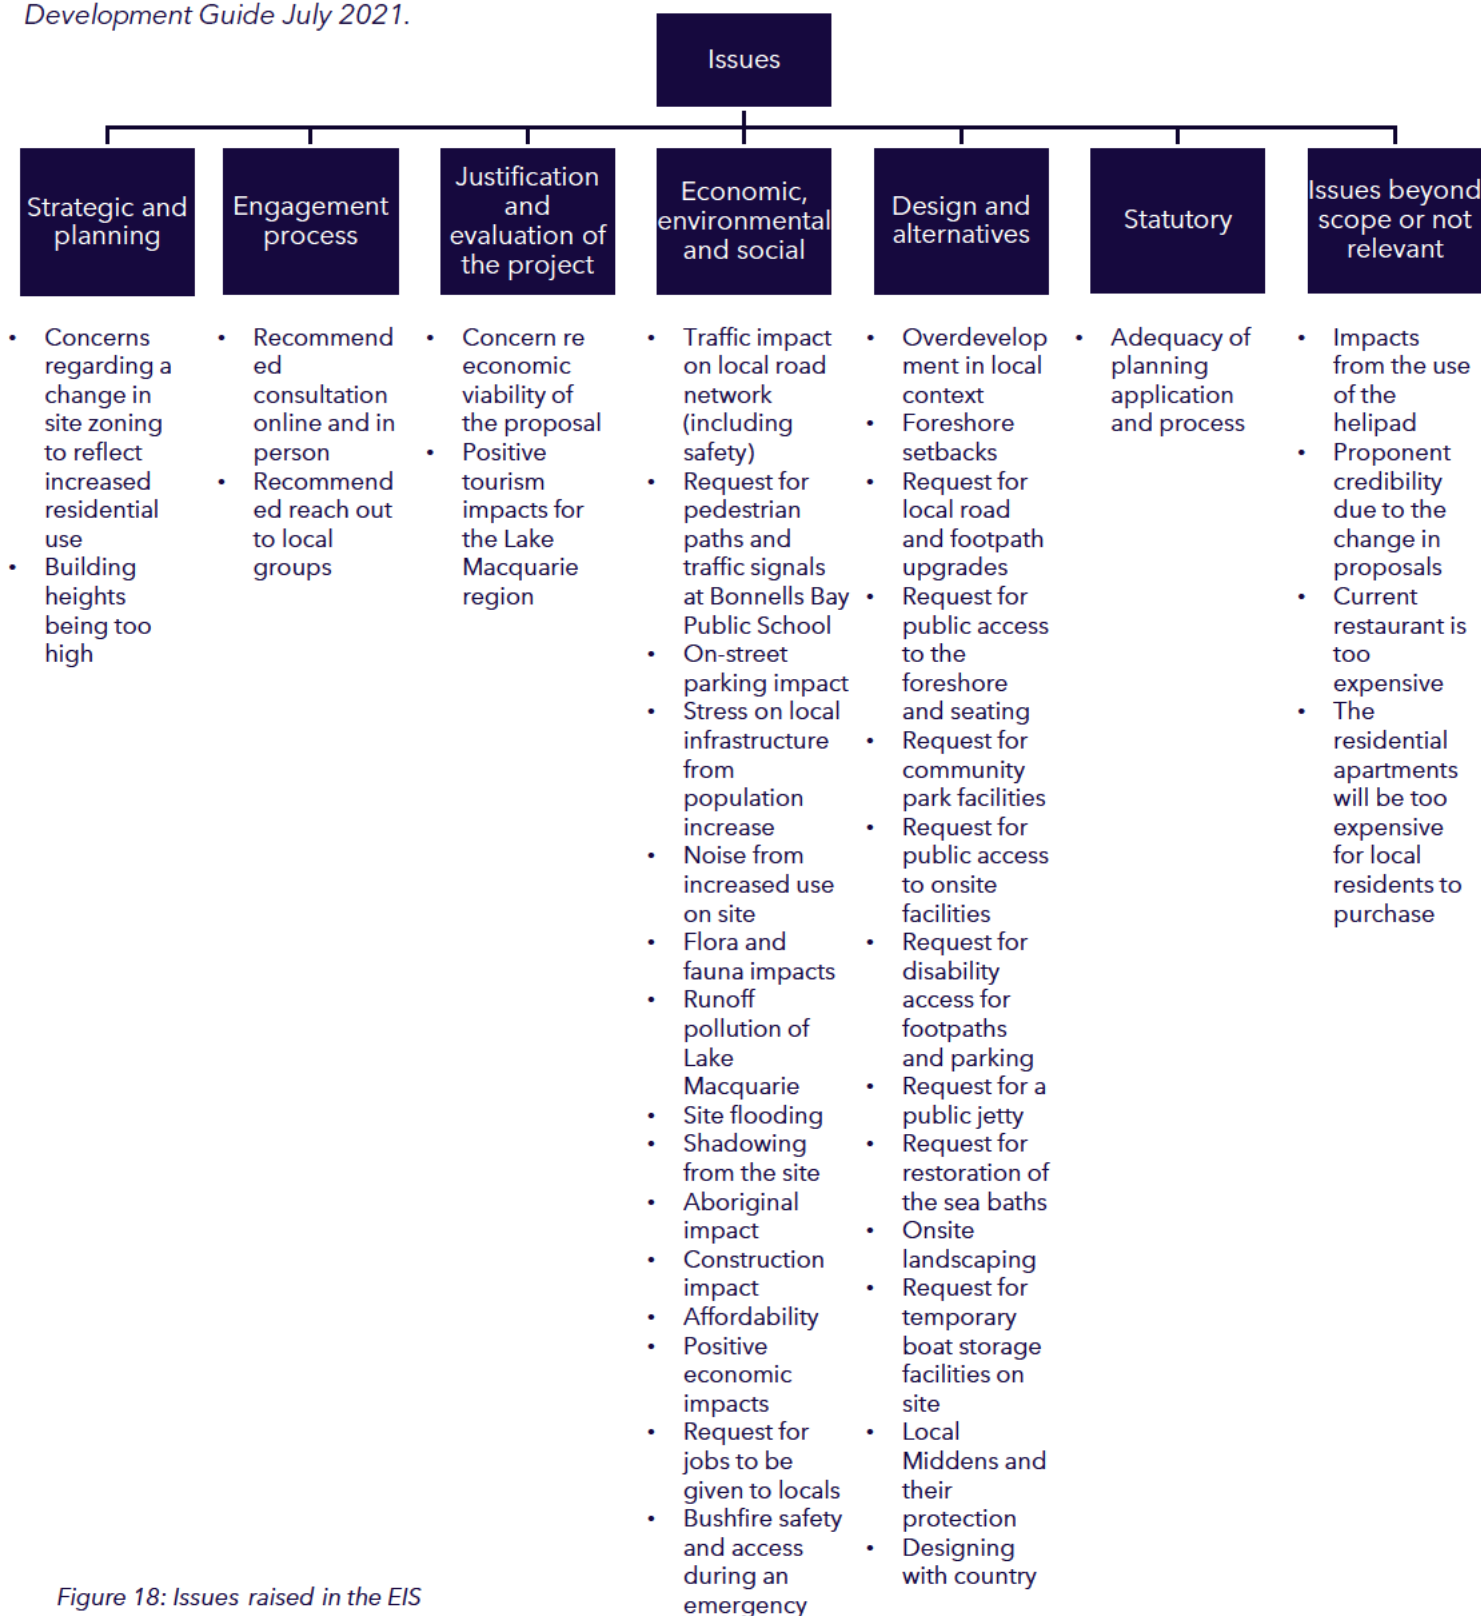 Development Guide July 2021.
Issues
Strategic and
planning
Engagement
process
Justification
and
evaluation of
the project
Economic,
environmental
and social
Design and
alternatives
Statutory
Issues beyond
scope or not
relevant
• Concerns
regarding a
change in
site zoning
to reflect
increased
residential
use
• Building
heights
being too
high
• Recommend
ed
consultation
online and in
person
• Recommend
ed reach out
to local
groups
• Concern re
economic
viability of
the proposal
• Positive
tourism
impacts for
the Lake
Macquarie
region
• Traffic impact
on local road
network
(including
safety)
• Request for
pedestrian
paths and
traffic signals
at Bonnells Bay
Public School
• On-street
parking impact
• Stress on local
infrastructure
from
population
increase
• Noise from
increased use
on site
• Flora and
fauna impacts
• Runoff
pollution of
Lake
Macquarie
• Site flooding
• Shadowing
from the site
• Aboriginal
impact
• Construction
impact
• Affordability
• Positive
economic
impacts
• Request for
jobs to be
given to locals
• Bushfire safety
and access
during an
emergency
• Overdevelop
ment in local
context
• Foreshore
setbacks
• Request for
local road
and footpath
upgrades
• Request for
public access
to the
foreshore
and seating
• Request for
community
park facilities
• Request for
public access
to onsite
facilities
• Request for
disability
access for
footpaths
and parking
• Request for a
public jetty
• Request for
restoration of
the sea baths
• Onsite
landscaping
• Request for
temporary
boat storage
facilities on
site
• Local
Middens and
their
protection
• Designing
with country
• Adequacy of
planning
application
and process
• Impacts
from the use
of the
helipad
• Proponent
credibility
due to the
change in
proposals
• Current
restaurant is
too
expensive
• The
residential
apartments
will be too
expensive
for local
residents to
purchase
Figure 18: Issues raised in the EIS